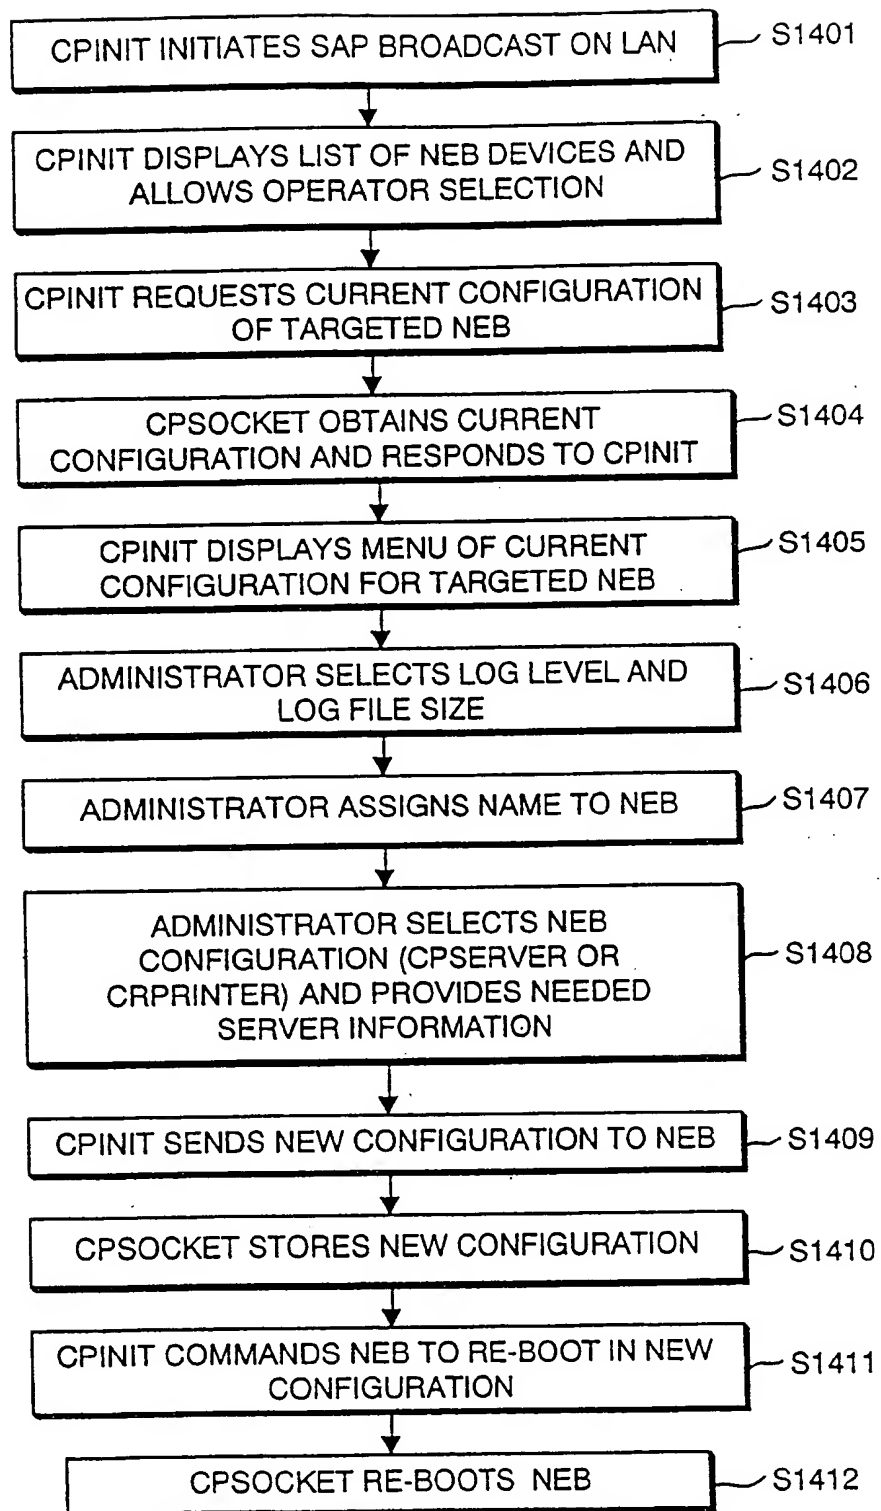 CPINIT INITIATES SAP BROADCAST ON LAN
S1401
CPINIT DISPLAYS LIST OF NEB DEVICES AND
ALLOWS OPERATOR SELECTION
S1402
CPINIT REQUESTS CURRENT CONFIGURATION
OF TARGETED NEB
S1403
CPSOCKET OBTAINS CURRENT
CONFIGURATION AND RESPONDS TO CPINIT
S1404
CPINIT DISPLAYS MENU OF CURRENT
CONFIGURATION FOR TARGETED NEB
S1405
ADMINISTRATOR SELECTS LOG LEVEL AND
LOG FILE SIZE
S1406
ADMINISTRATOR ASSIGNS NAME TO NEB
S1407
ADMINISTRATOR SELECTS NEB
CONFIGURATION (CPSERVER OR
CRPRINTER) AND PROVIDES NEEDED
SERVER INFORMATION
S1408
CPINIT SENDS NEW CONFIGURATION TO NEB
S1409
CPSOCKET STORES NEW CONFIGURATION
S1410
CPINIT COMMANDS NEB TO RE-BOOT IN NEW
CONFIGURATION
S1411
CPSOCKET RE-BOOTS NEB
S1412